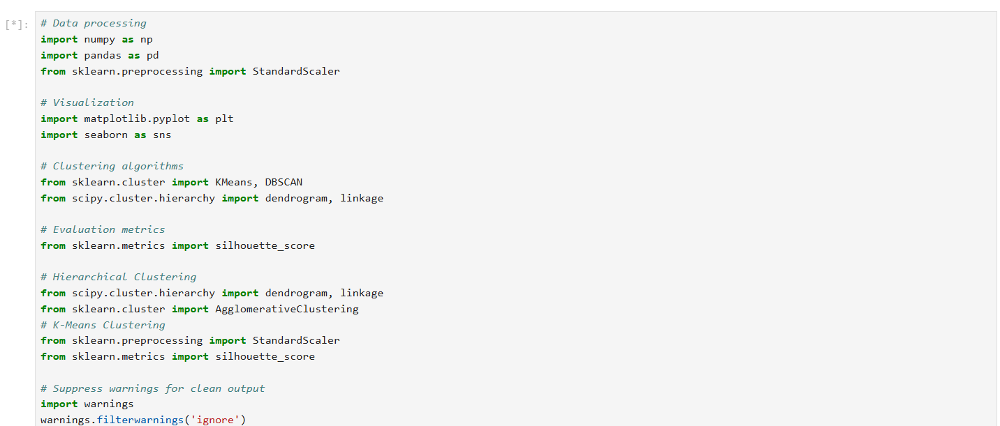 [*]:
# Data processing
import numpy as np
import pandas as pd
from sklearn.preprocessing import StandardScaler
# Visualization
import matplotlib.pyplot as plt
import seaborn as sns
# Clustering algorithms
from sklearn.cluster import KMeans, DBSCAN
from scipy.cluster.hierarchy import dendrogram, linkage
# Evaluation metrics
from sklearn.metrics import silhouette_score
# Hierarchical Clustering
from scipy.cluster.hierarchy import dendrogram, linkage
from sklearn.cluster import AgglomerativeClustering
# K-Means Clustering
from sklearn.preprocessing import StandardScaler
from sklearn.metrics import silhouette_score
# Suppress warnings for clean output
import warnings
warnings.filterwarnings('ignore')